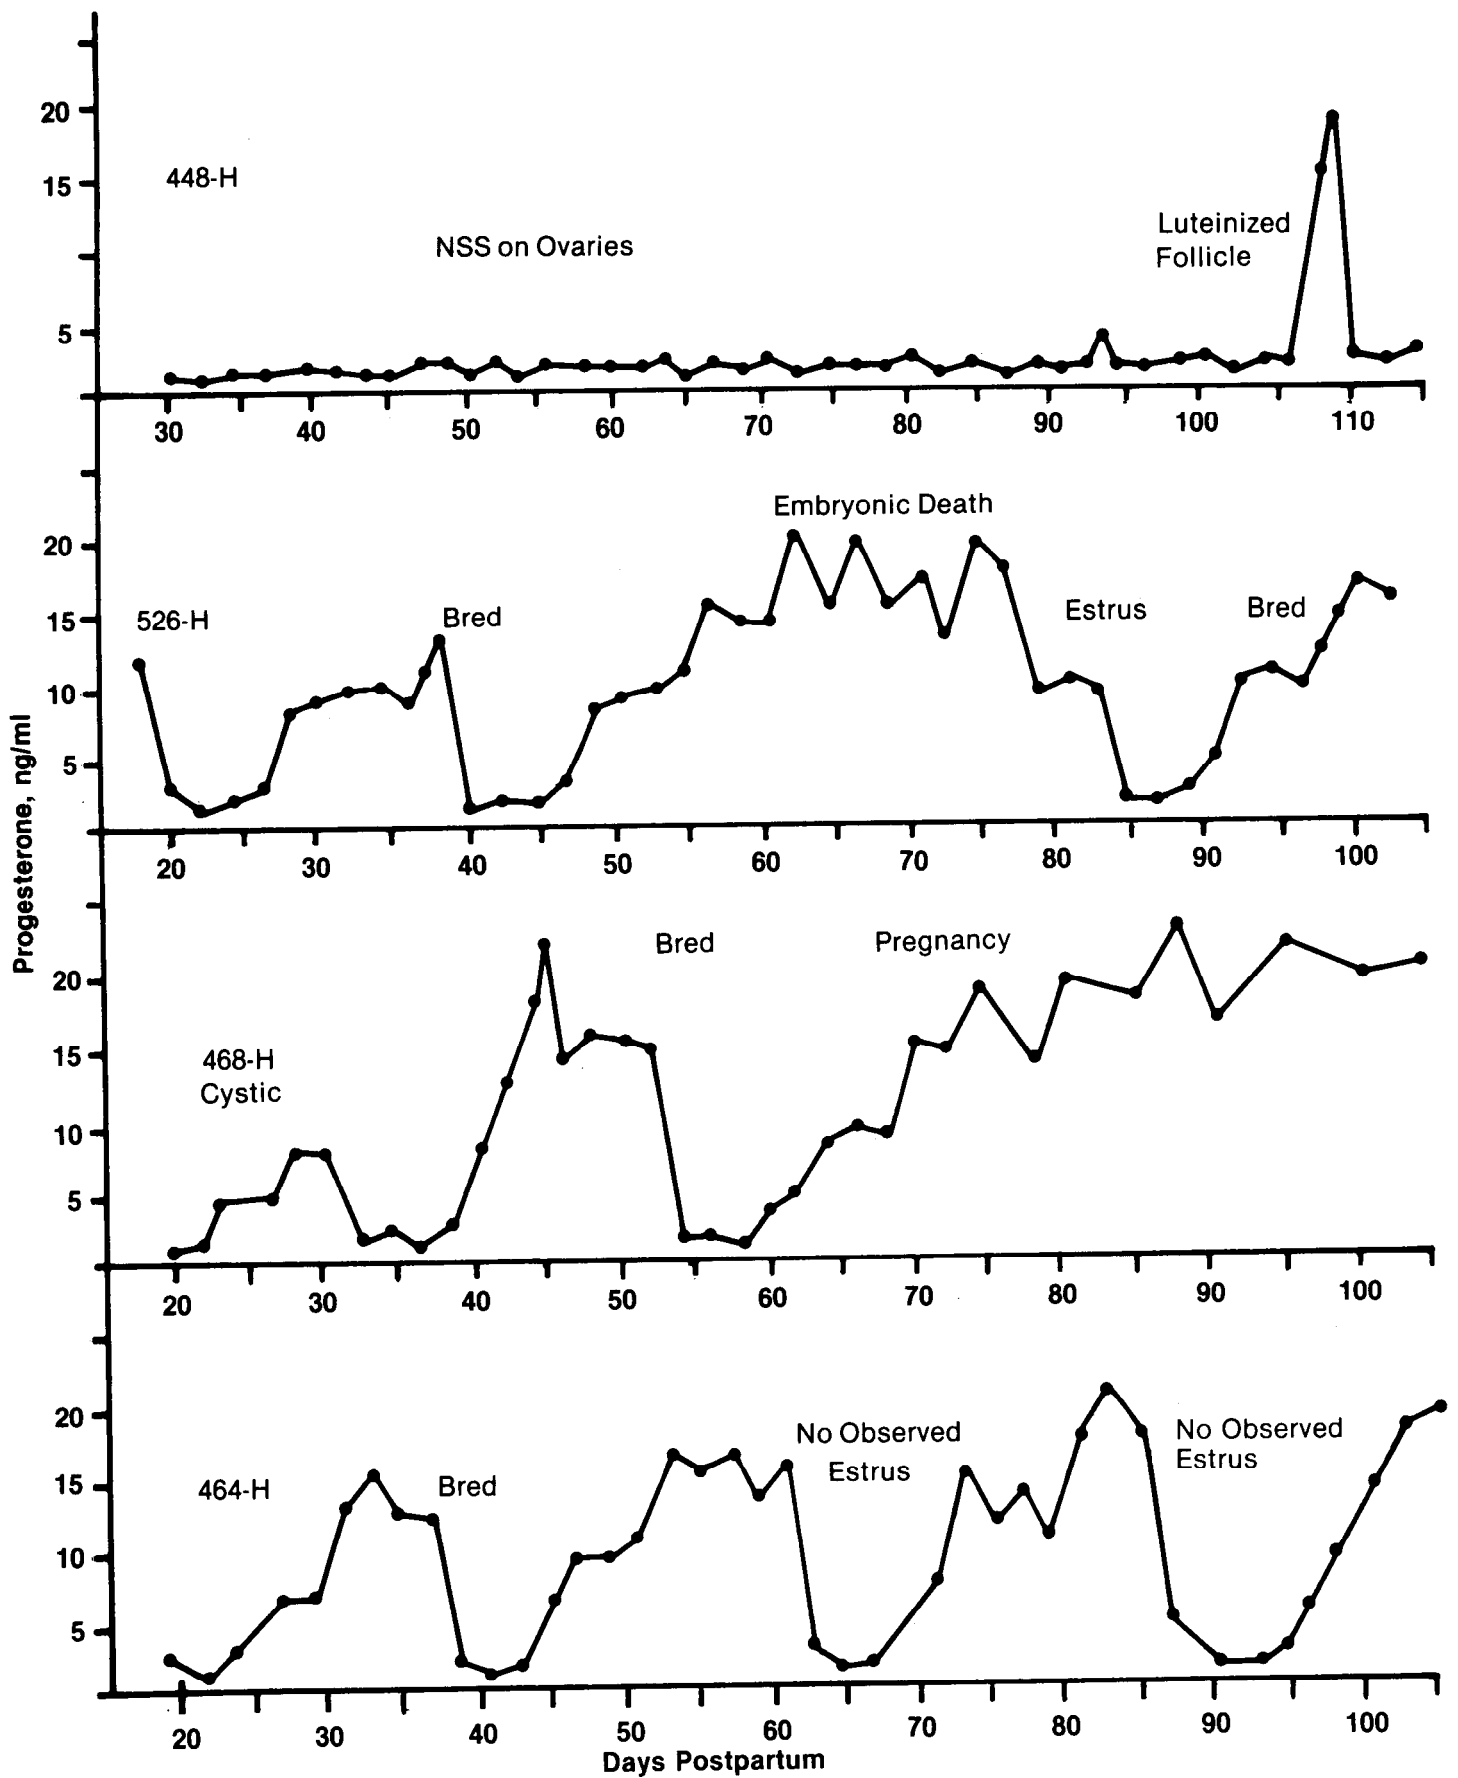 20
15
5
448-H
NSS on Ovaries
Luteinized
Follicle
30 40 50 60 70 80 90 100 110
Progesterone, ng/ml
20
15
10
5
526-H
Bred
Embryonic Death
Estrus
Bred
20 30 40 50 60 70 80 90 100
20
15
10
5
468-H
Cystic
Bred
Pregnancy
20 30 40 50 60 70 80 90 100
20
15
10
5
464-H
Bred
No Observed
Estrus
No Observed
Estrus
20 30 40 50 60 70 80 90 100
Days Postpartum